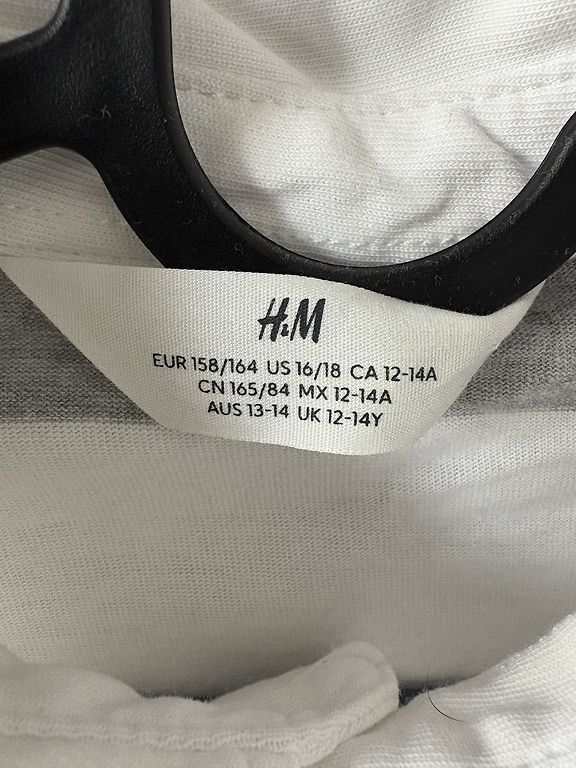 H&M
EUR 158/164 US 16/18 CA 12-14A
CN 165/84 MX 12-14A
AUS 13-14 UK 12-14Y